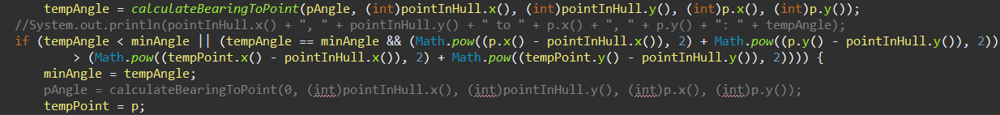 tempAngle = calculateBearingToPoint(pAngle, (int)pointInHull.x(), (int)pointInHull.y(), (int)p.x(), (int)p.y());
//System.out.println(pointInHull.x() + ", " + pointInHull.y() + " to " + p.x() + ", " + p.y() + ": " + tempAngle);
if (tempAngle < minAngle || (tempAngle == minAngle && (Math.pow((p.x() - pointInHull.x()), 2) + Math.pow((p.y() - pointInHull.y()), 2))
> (Math.pow((tempPoint.x() - pointInHull.x()), 2) + Math.pow((tempPoint.y() - pointInHull.y()), 2)))) {
minAngle = tempAngle;
pAngle = calculateBearingToPoint(0, (int)pointInHull.x(), (int)pointInHull.y(), (int)p.x(), (int)p.y());
tempPoint = p;